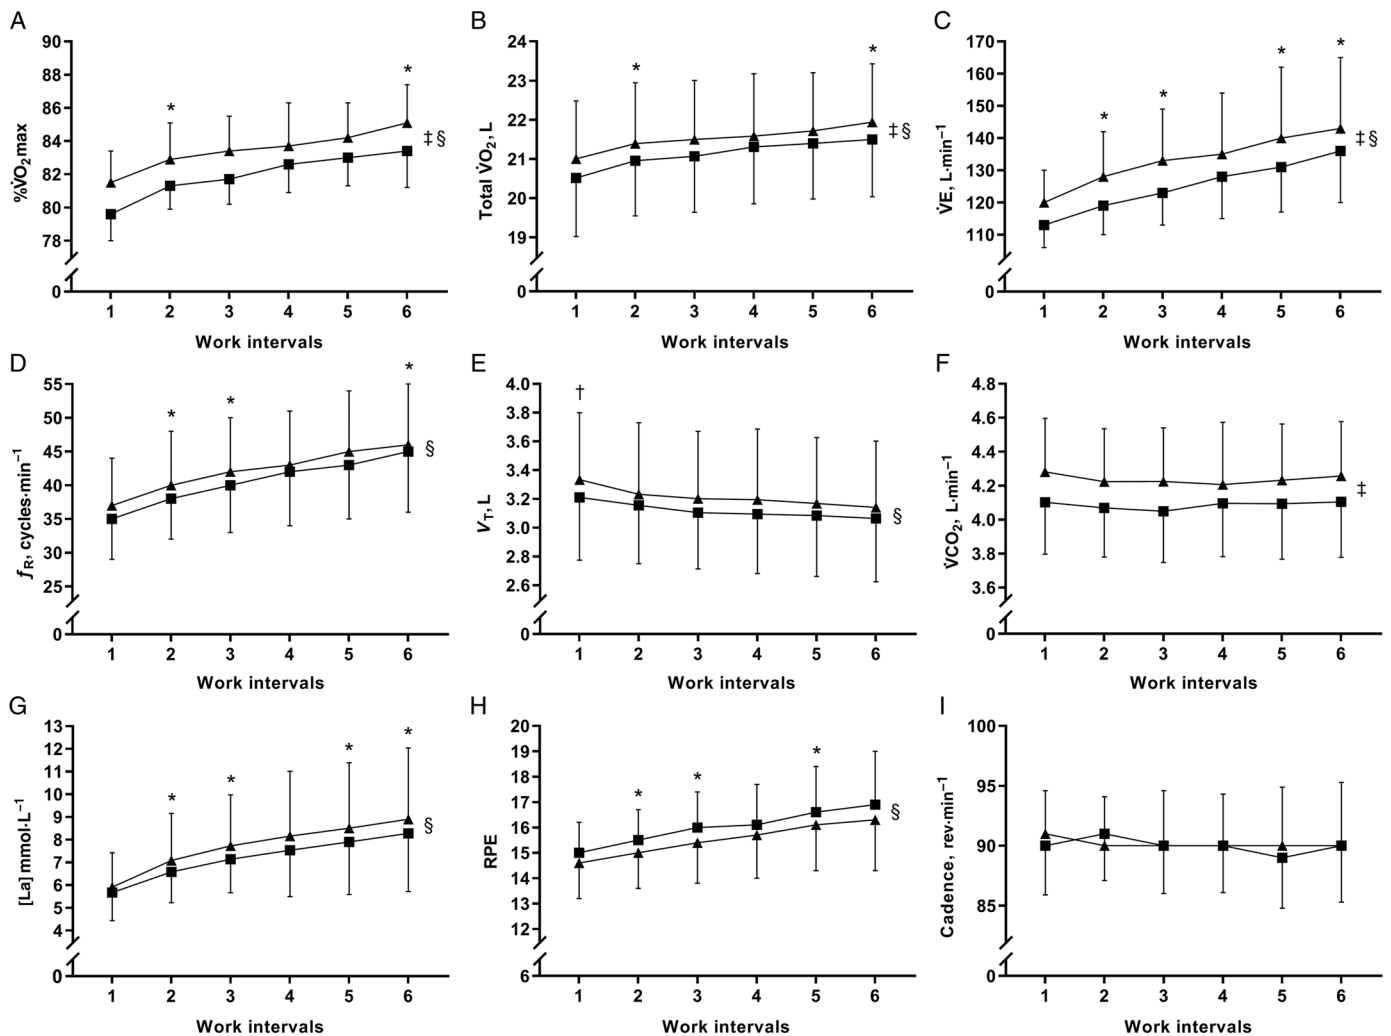 A
%V̇O₂max
90
88
86
84
82
80
78
0
* *
‡ §
1 2 3 4 5 6
Work intervals
B
Total V̇O₂, L
24
23
22
21
20
19
0
* *
‡ §
1 2 3 4 5 6
Work intervals
C
V̇E, L·min⁻¹
170
160
150
140
130
120
110
0
* * * *
‡ §
1 2 3 4 5 6
Work intervals
D
fR, cycles·min⁻¹
55
50
45
40
35
30
25
0
* * *
§
1 2 3 4 5 6
Work intervals
E
VT, L
4.0
3.8
3.6
3.4
3.2
3.0
2.8
2.6
0
†
§
1 2 3 4 5 6
Work intervals
F
V̇CO₂, L·min⁻¹
4.8
4.6
4.4
4.2
4.0
3.8
3.6
0
‡
1 2 3 4 5 6
Work intervals
G
[La] mmol·L⁻¹
13
12
11
10
9
8
7
6
5
4
0
* * * *
§
1 2 3 4 5 6
Work intervals
H
RPE
20
19
18
17
16
15
14
13
12
6
* * *
§
1 2 3 4 5 6
Work intervals
I
Cadence, rev·min⁻¹
100
95
90
85
0
1 2 3 4 5 6
Work intervals